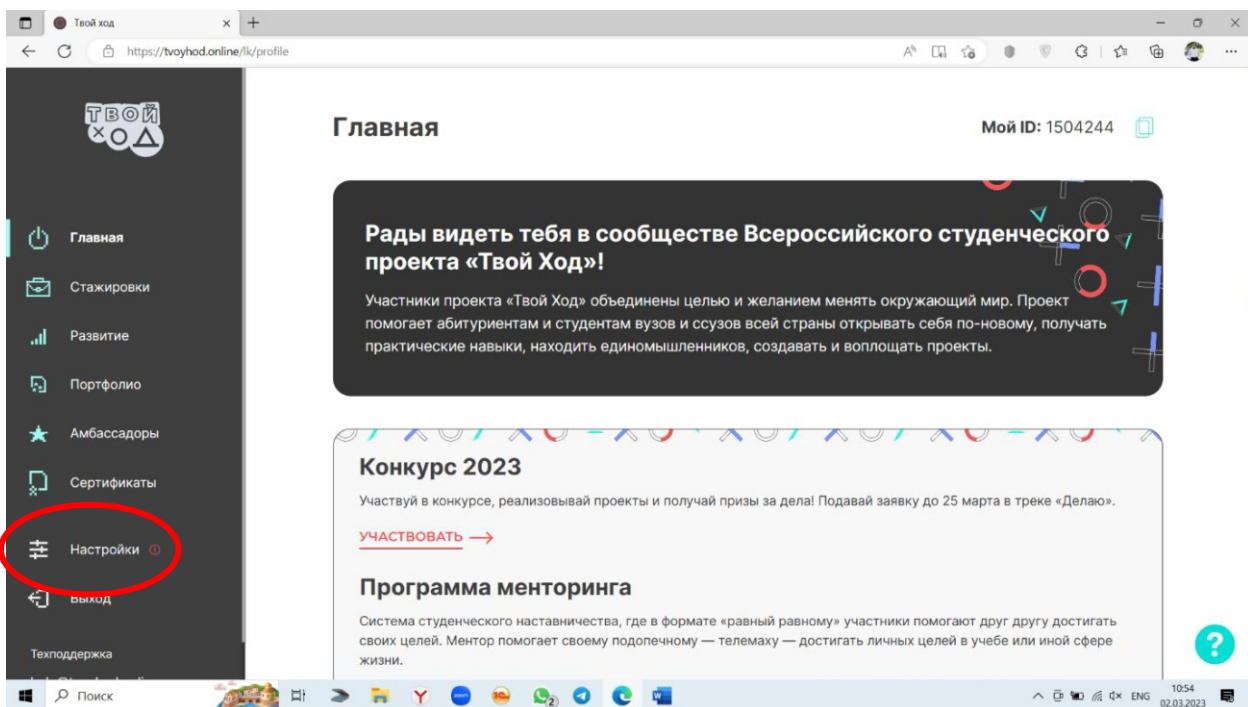 Твой ход
https://tvoyhod.online/lk/profile
ТВОЙ
ХОД
Главная
Мой ID: 1504244
Главная
Стажировки
Развитие
Портфолио
Амбассадоры
Сертификаты
Настройки
Выход
Техподдержка
Рады видеть тебя в сообществе Всероссийского студенческого
проекта «Твой Ход»!
Участники проекта «Твой Ход» объединены целью и желанием менять окружающий мир. Проект
помогает абитуриентам и студентам вузов и ссузов всей страны открывать себя по-новому, получать
практические навыки, находить единомышленников, создавать и воплощать проекты.
Конкурс 2023
Участвуй в конкурсе, реализовывай проекты и получай призы за дела! Подавай заявку до 25 марта в треке «Делаю».
УЧАСТВОВАТЬ
Программа менторинга
Система студенческого наставничества, где в формате «равный равному» участники помогают друг другу достигать
своих целей. Ментор помогает своему подопечному — телемаху — достигать личных целей в учебе или иной сфере
жизни.
?
Поиск
ENG
10:54
02.03.2023